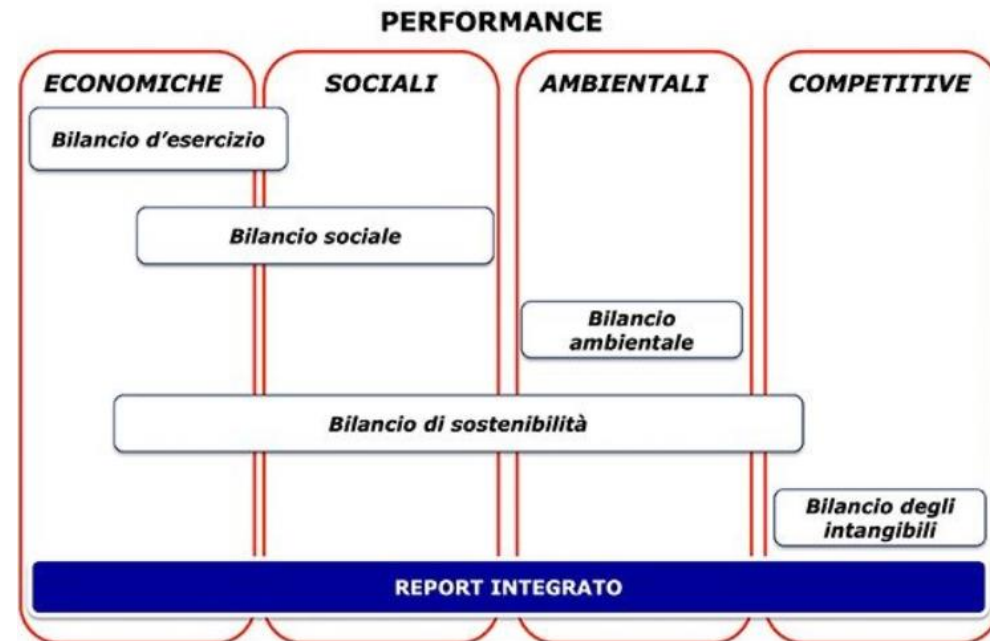 PERFORMANCE
ECONOMICHE
SOCIALI
AMBIENTALI
COMPETITIVE
Bilancio d'esercizio
Bilancio sociale
Bilancio
ambientale
Bilancio di sostenibilità
Bilancio degli
intangibili
REPORT INTEGRATO